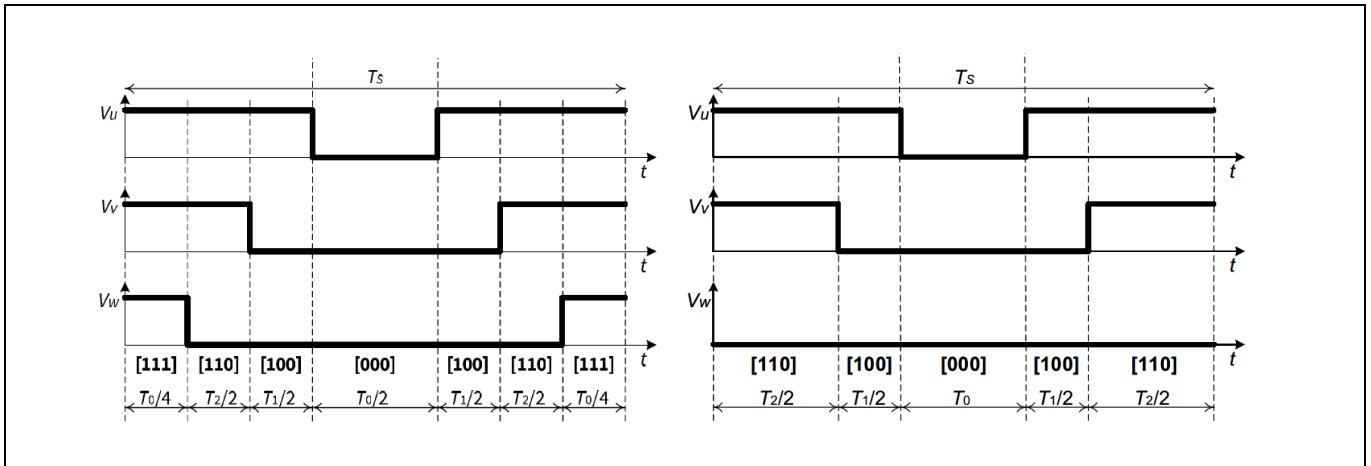 Ts
Vu
t
Vv
t
Vw
t
[111] [110] [100] [000] [100] [110] [111]
T0/4 T2/2 T1/2 T0/2 T1/2 T2/2 T0/4
Ts
Vu
t
Vv
t
Vw
t
[110] [100] [000] [100] [110]
T2/2 T1/2 T0 T1/2 T2/2